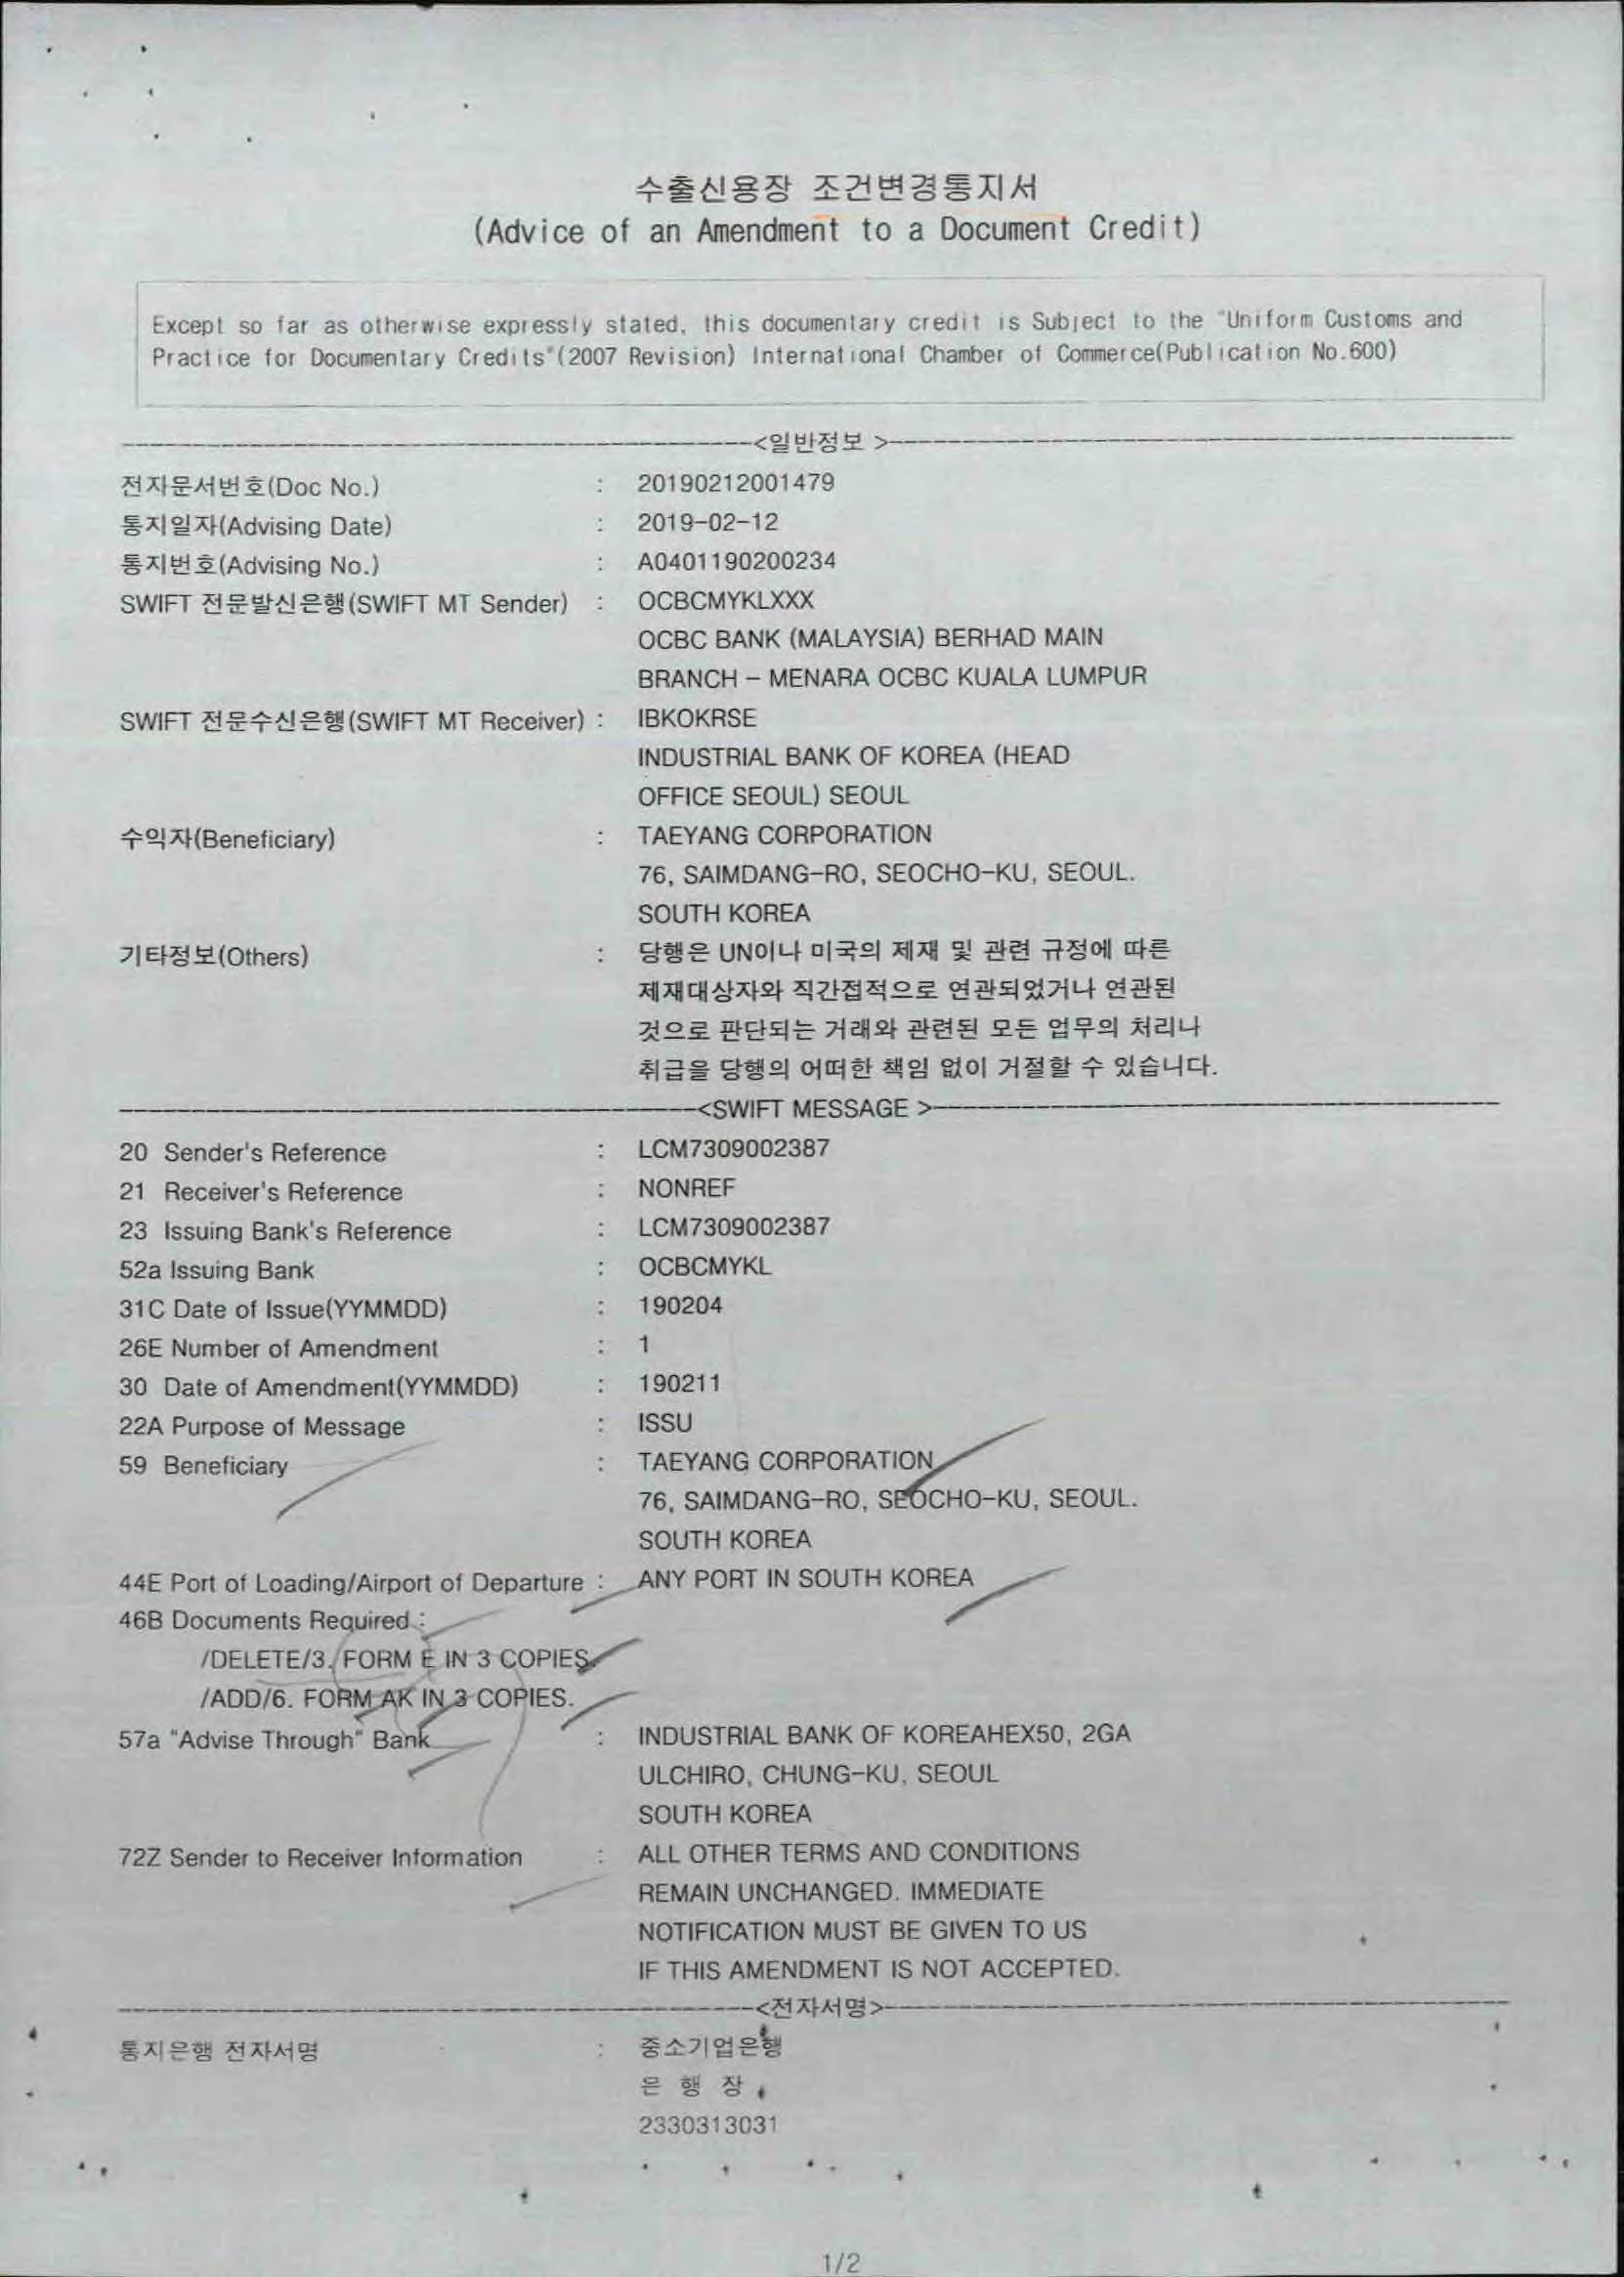 수출신용장 조건변경통지서
(Advice of an Amendment to a Document Credit)
Except so far as otherwise expressly stated, this documentary credit is Subject to the "Uniform Customs and
Practice for Documentary Credits"(2007 Revision) International Chamber of Commerce(Publication No.600)
<일반정보 >
전자문서번호(Doc No.) : 20190212001479
통지일자(Advising Date) : 2019-02-12
통지번호(Advising No.) : A0401190200234
SWIFT 전문발신은행(SWIFT MT Sender) : OCBCMYKLXXX
OCBC BANK (MALAYSIA) BERHAD MAIN
BRANCH - MENARA OCBC KUALA LUMPUR
SWIFT 전문수신은행(SWIFT MT Receiver) : IBKOKRSE
INDUSTRIAL BANK OF KOREA (HEAD
OFFICE SEOUL) SEOUL
수익자(Beneficiary) : TAEYANG CORPORATION
76, SAIMDANG-RO, SEOCHO-KU, SEOUL.
SOUTH KOREA
기타정보(Others) : 당행은 UN이나 미국의 제재 및 관련 규정에 따른
제재대상자와 직간접적으로 연관되었거나 연관된
것으로 판단되는 거래와 관련된 모든 업무의 처리나
취급을 당행의 어떠한 책임 없이 거절할 수 있습니다.
<SWIFT MESSAGE >
20 Sender's Reference : LCM7309002387
21 Receiver's Reference : NONREF
23 Issuing Bank's Reference : LCM7309002387
52a Issuing Bank : OCBCMYKL
31C Date of Issue(YYMMDD) : 190204
26E Number of Amendment : 1
30 Date of Amendment(YYMMDD) : 190211
22A Purpose of Message : ISSU
59 Beneficiary : TAEYANG CORPORATION
76, SAIMDANG-RO, SEOCHO-KU, SEOUL.
SOUTH KOREA
44E Port of Loading/Airport of Departure : ANY PORT IN SOUTH KOREA
46B Documents Required :
/DELETE/3. FORM E IN 3 COPIES.
/ADD/6. FORM AK IN 3 COPIES.
57a "Advise Through" Bank : INDUSTRIAL BANK OF KOREAHEX50, 2GA
ULCHIRO, CHUNG-KU, SEOUL
SOUTH KOREA
72Z Sender to Receiver Information : ALL OTHER TERMS AND CONDITIONS
REMAIN UNCHANGED. IMMEDIATE
NOTIFICATION MUST BE GIVEN TO US
IF THIS AMENDMENT IS NOT ACCEPTED.
<전자서명>
통지은행 전자서명 : 중소기업은행
은 행 장
2330313031
1/2